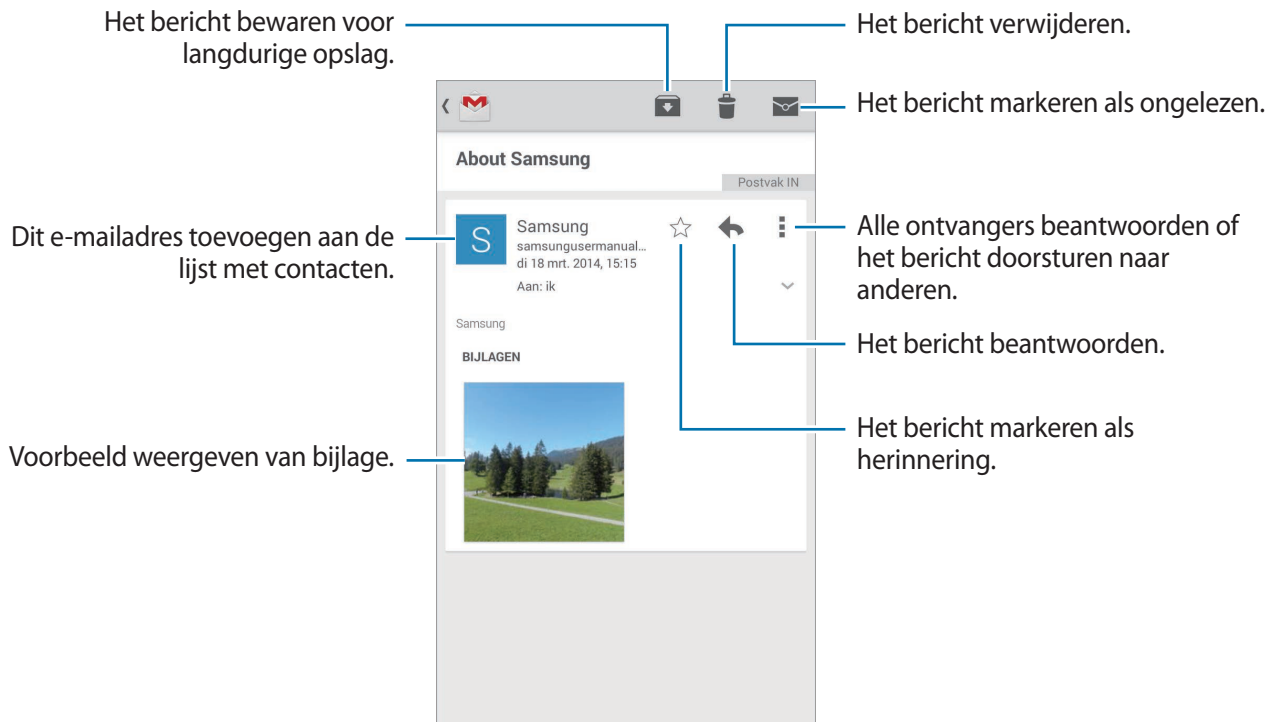 Het bericht bewaren voor
langdurige opslag.
Het bericht verwijderen.
Het bericht markeren als ongelezen.
About Samsung
Postvak IN
Dit e-mailadres toevoegen aan de
lijst met contacten.
S
Samsung
samsungusermanual...
di 18 mrt. 2014, 15:15
Aan: ik
Alle ontvangers beantwoorden of
het bericht doorsturen naar
anderen.
Samsung
Het bericht beantwoorden.
BIJLAGEN
Het bericht markeren als
herinnering.
Voorbeeld weergeven van bijlage.